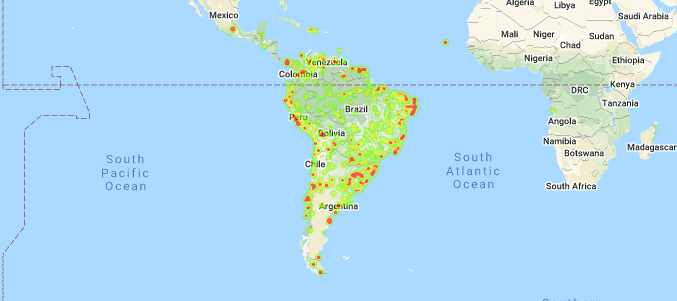 Algeria
Libya
Egypt
Mexico
Saudi Arabia
Mali
Niger
Sudan
Chad
Nigeria
Ethiopia
Venezuela
Colombia
Kenya
DRC
Brazil
Tanzania
Peru
Angola
Bolivia
Namibia
Madagascar
Botswana
Chile
South
Pacific
Ocean
South
Atlantic
Ocean
South Africa
Argentina